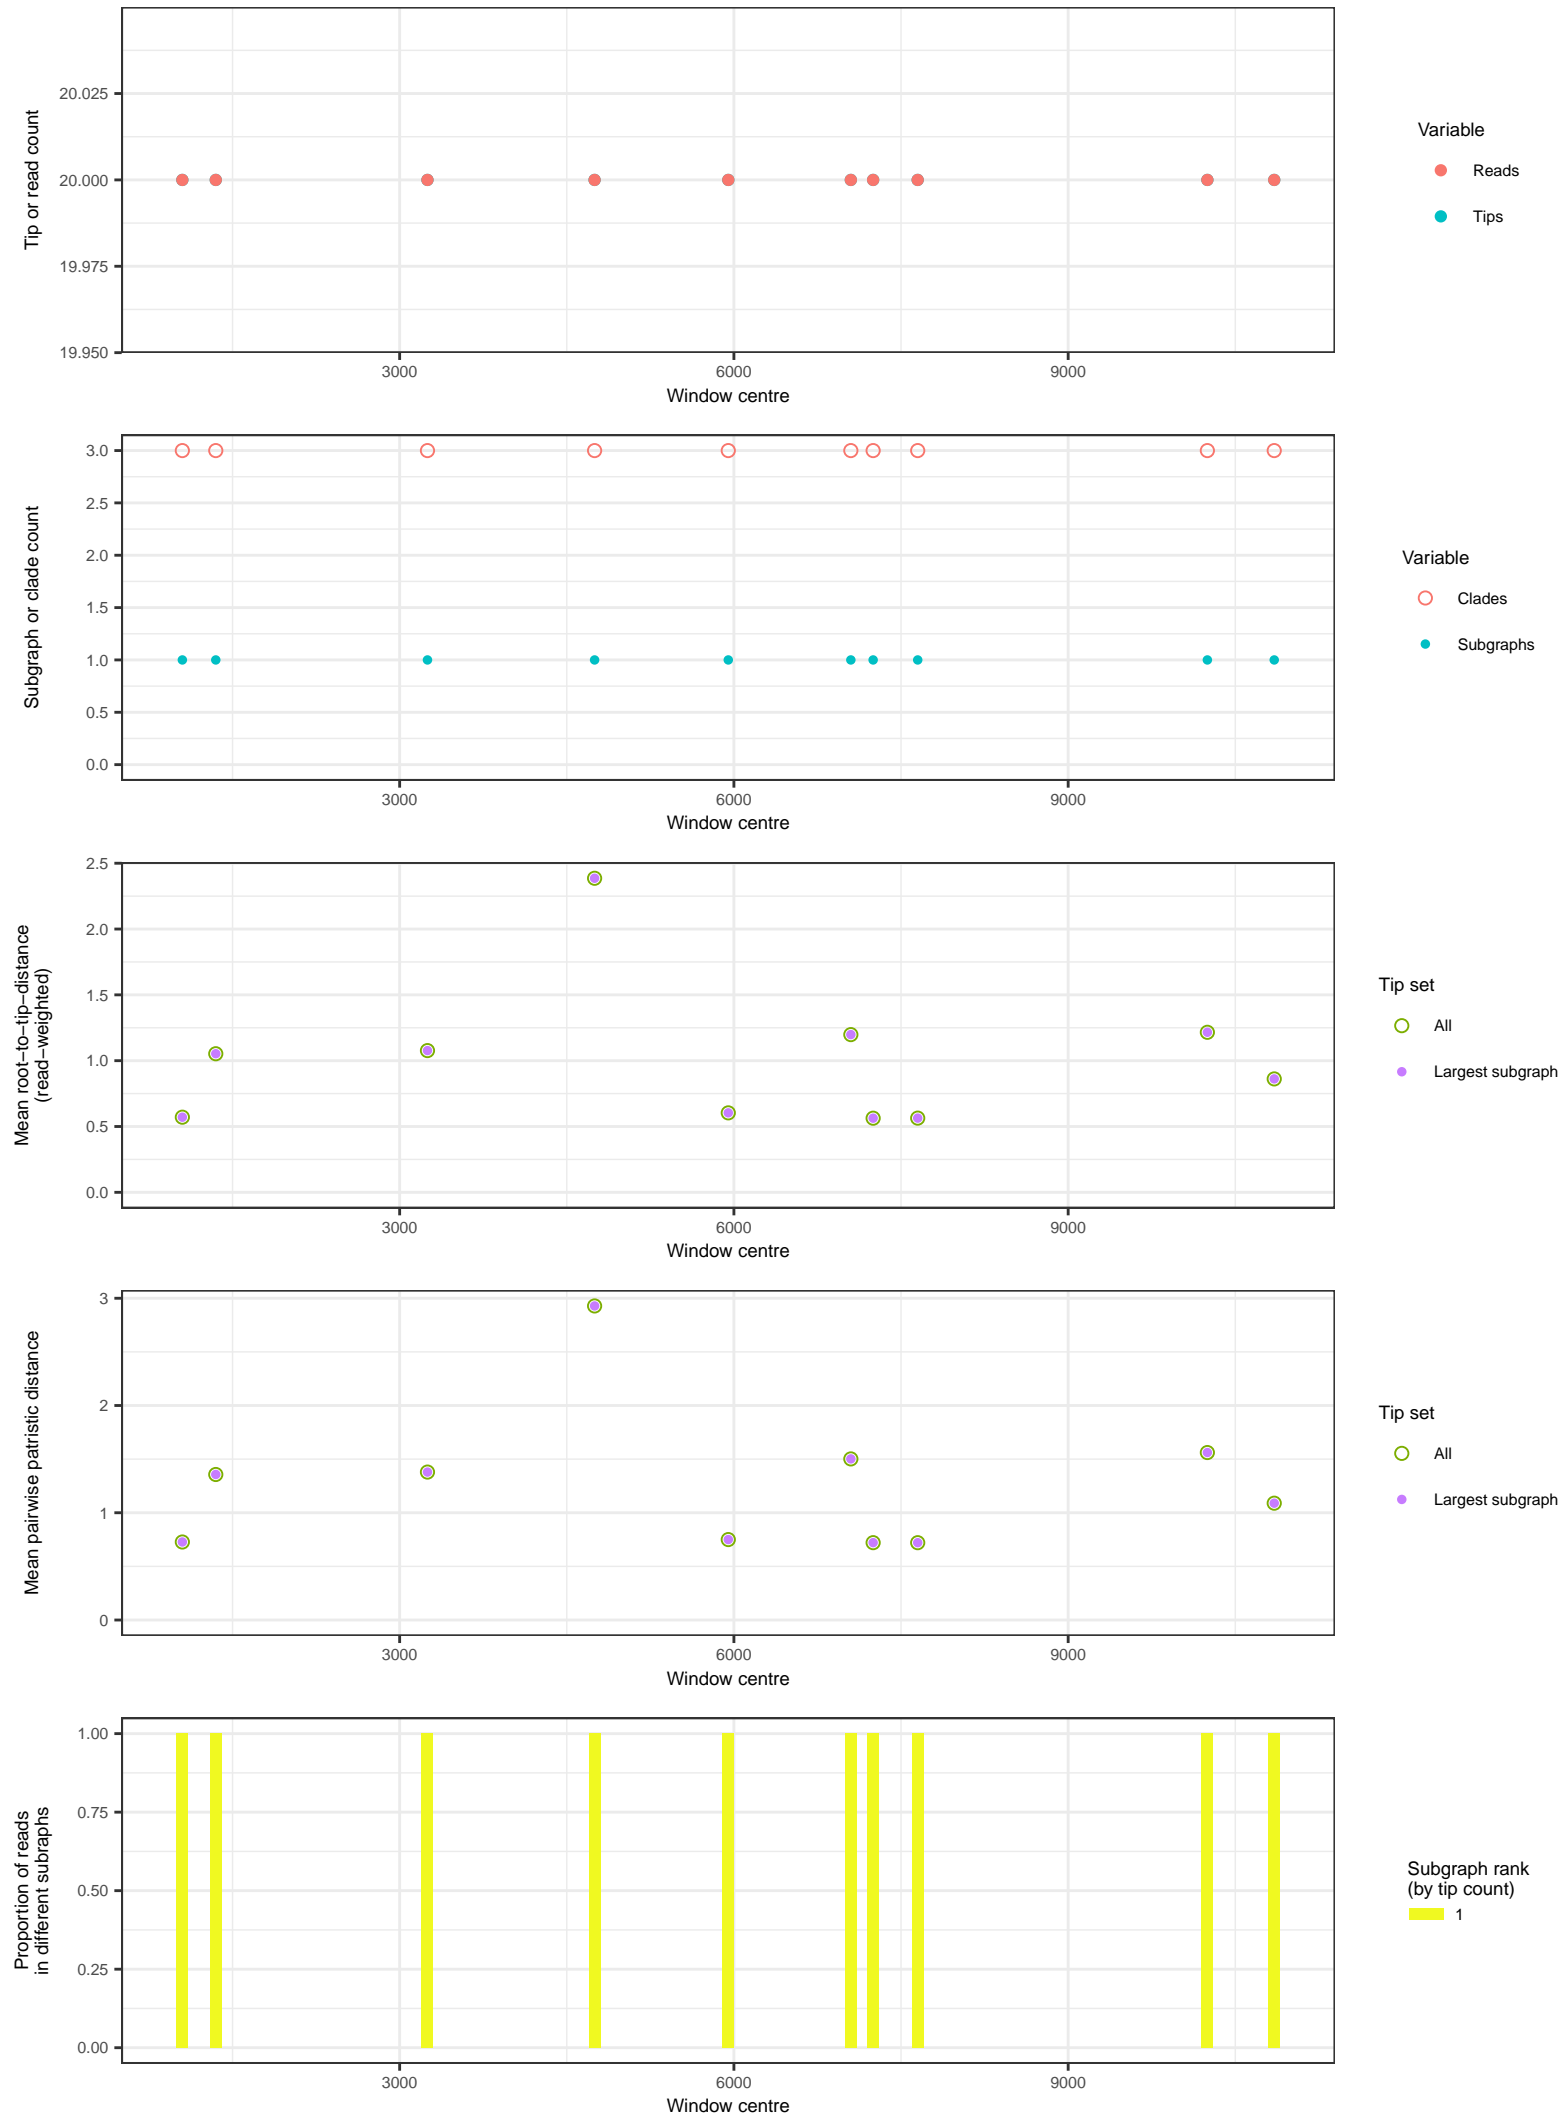 20.025
20.000
19.975
19.950
Tip or read count
3000
6000
9000
Window centre
Variable
Reads
Tips
3.0
2.5
2.0
1.5
1.0
0.5
0.0
Subgraph or clade count
3000
6000
9000
Window centre
Variable
Clades
Subgraphs
2.5
2.0
1.5
1.0
0.5
0.0
Mean root−to−tip−distance
(read−weighted)
3000
6000
9000
Window centre
Tip set
All
Largest subgraph
3
2
1
0
Mean pairwise patristic distance
3000
6000
9000
Window centre
Tip set
All
Largest subgraph
1.00
0.75
0.50
0.25
0.00
Proportion of reads
in different subraphs
3000
6000
9000
Window centre
Subgraph rank
(by tip count)
1